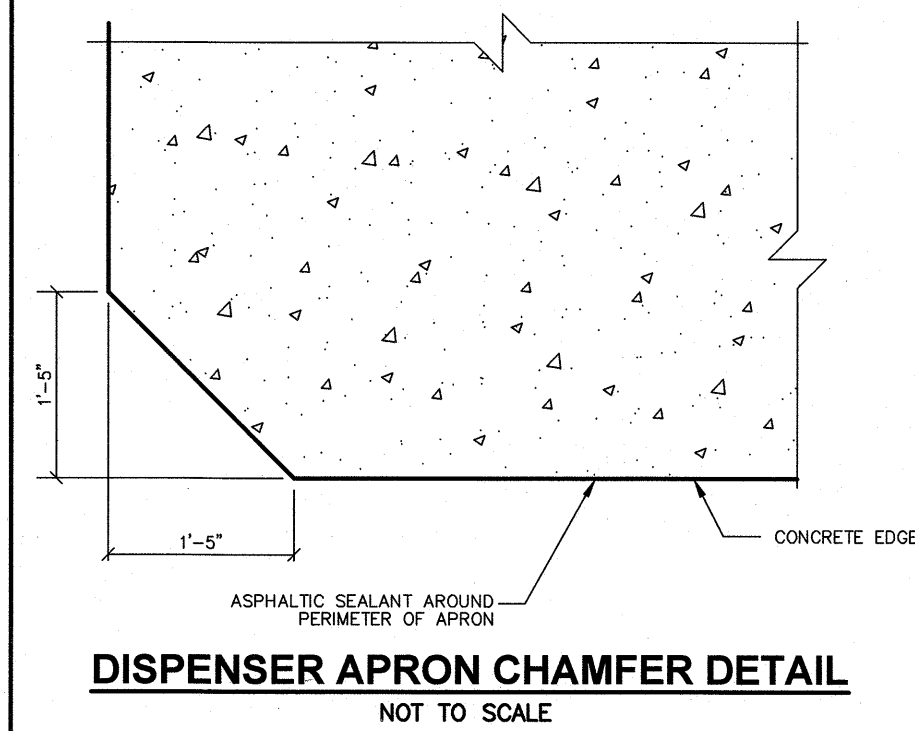 1'-5"
1'-5"
CONCRETE EDGE
ASPHALTIC SEALANT AROUND
PERIMETER OF APRON
DISPENSER APRON CHAMFER DETAIL
NOT TO SCALE